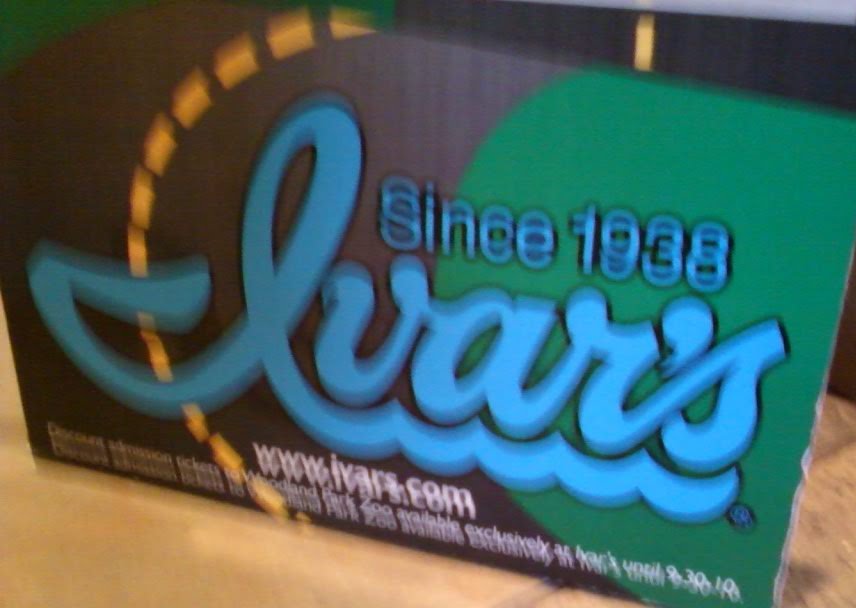 Since 1938
Ivar's
®
www.ivars.com
Discount admission tickets to Woodland Park Zoo available exclusively at Ivar's until 9-30-10.